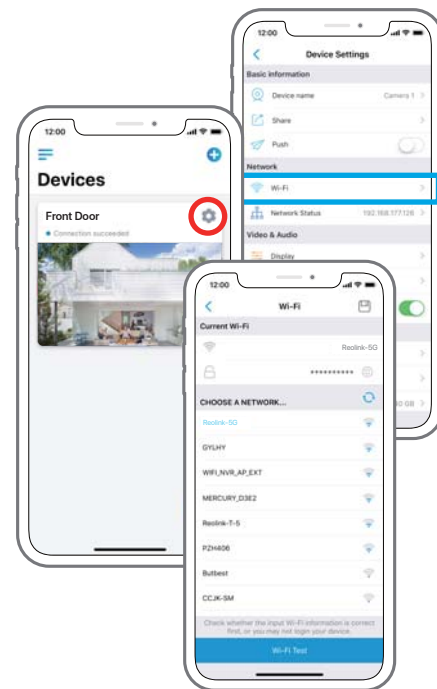 12:00
Device Settings
Basic information
Device name Camera 1
Share
Push
Network
Wi-Fi
Network Status 192.168.177.126
Video & Audio
Display
12:00
Devices
Front Door
Connection succeeded
12:00
Wi-Fi
Current Wi-Fi
Reolink-5G
**********
CHOOSE A NETWORK...
Reolink-5G
GYLHY
WIFI_NVR_AP_EXT
MERCURY_D3E2
Reolink-T-5
PZH406
Butbest
CCJK-SM
Check whether the input Wi-Fi information is correct
first, or you may not login your device.
Wi-Fi Test